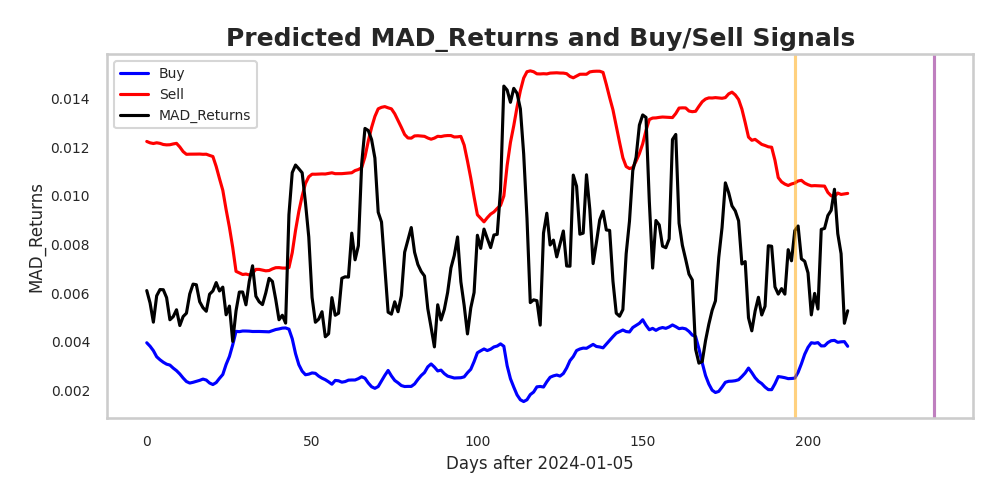 Predicted MAD_Returns and Buy/Sell Signals
Buy
Sell
MAD_Returns
0.014
0.012
0.010
0.008
0.006
0.004
0.002
MAD_Returns
0
50
100
150
200
Days after 2024-01-05